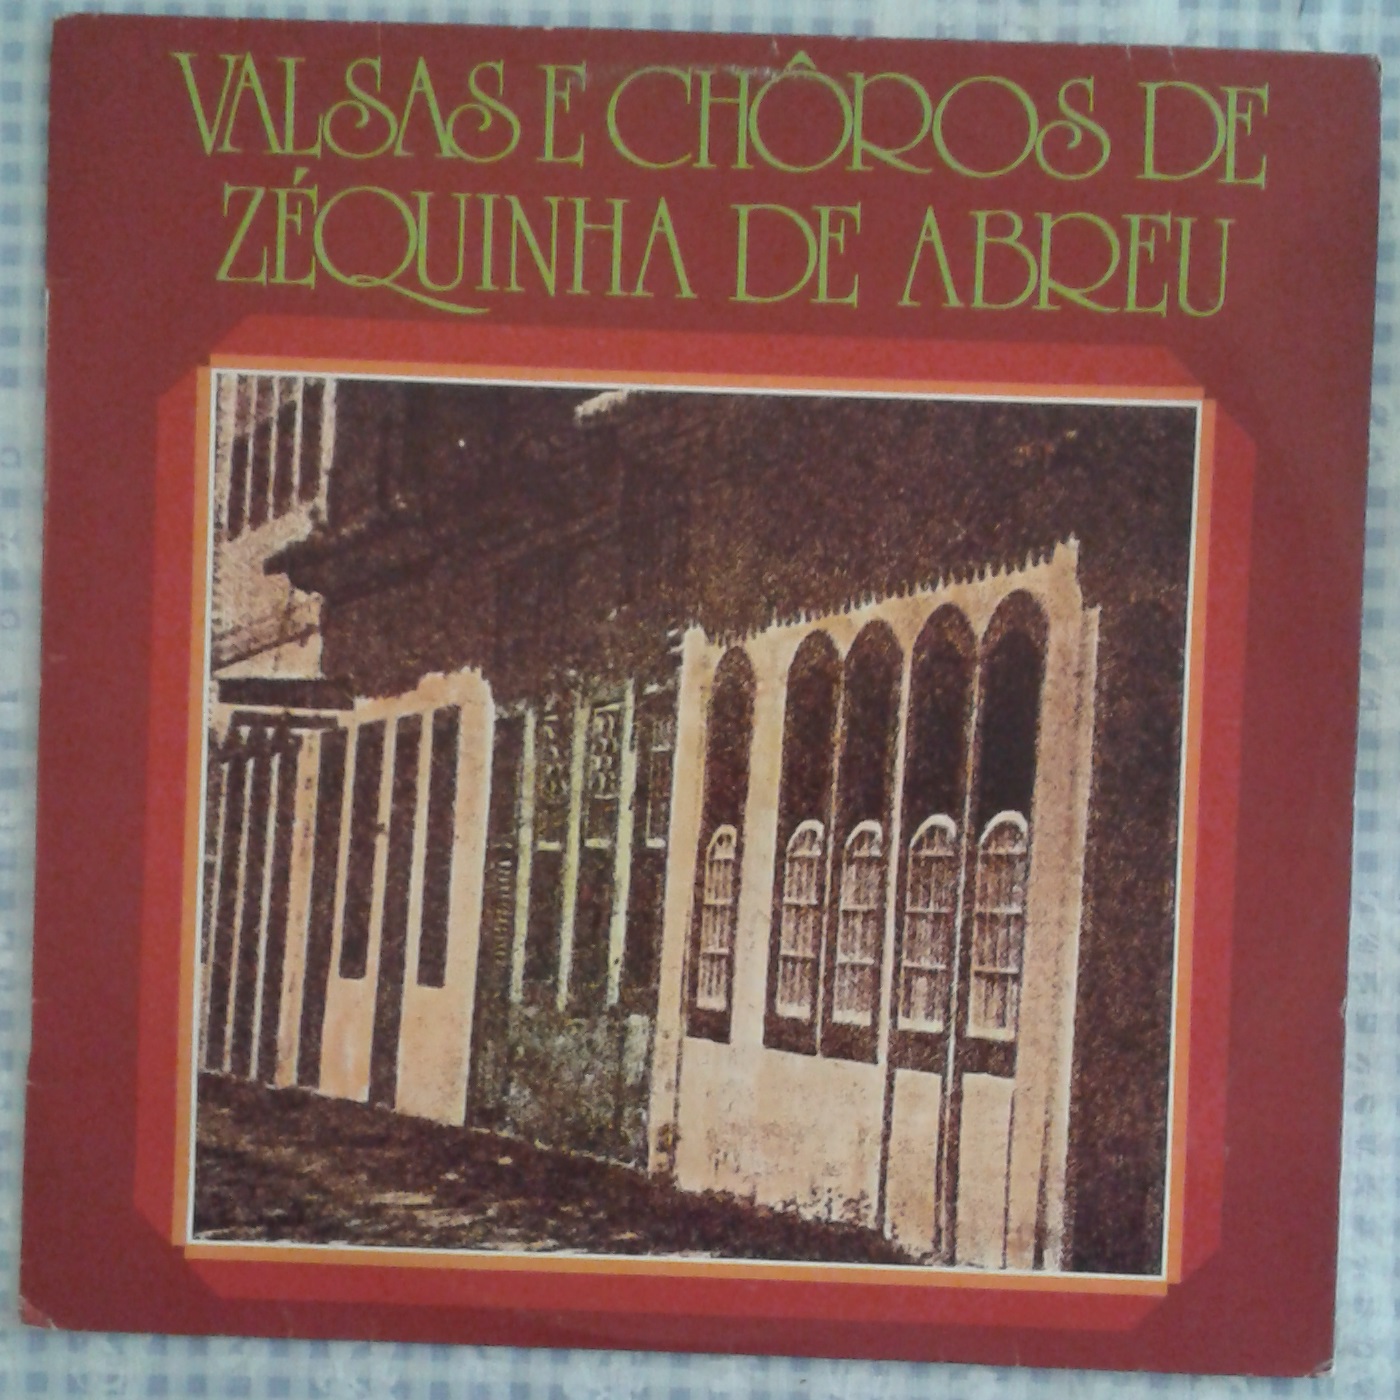 VALSAS E CHÔROS DE
ZÉQUINHA DE ABREU